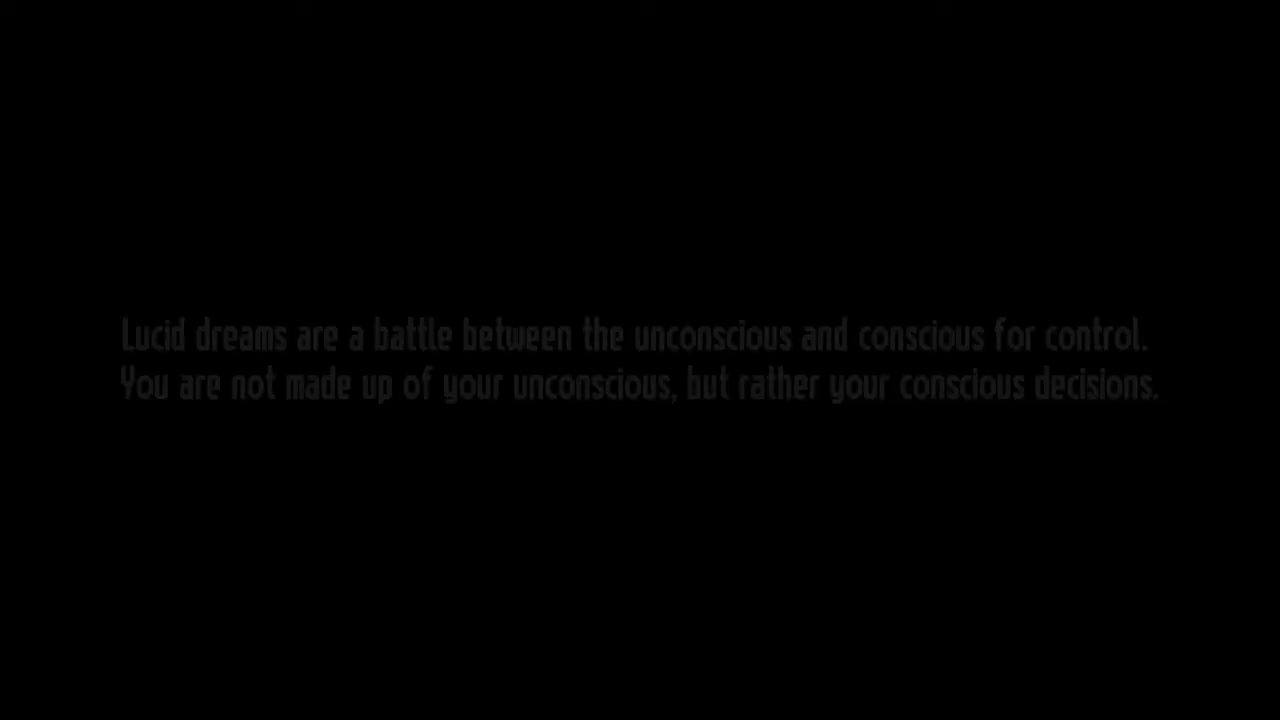 Lucid dreams are a battle between the unconscious and conscious for control.
You are not made up of your unconscious, but rather your conscious decisions.